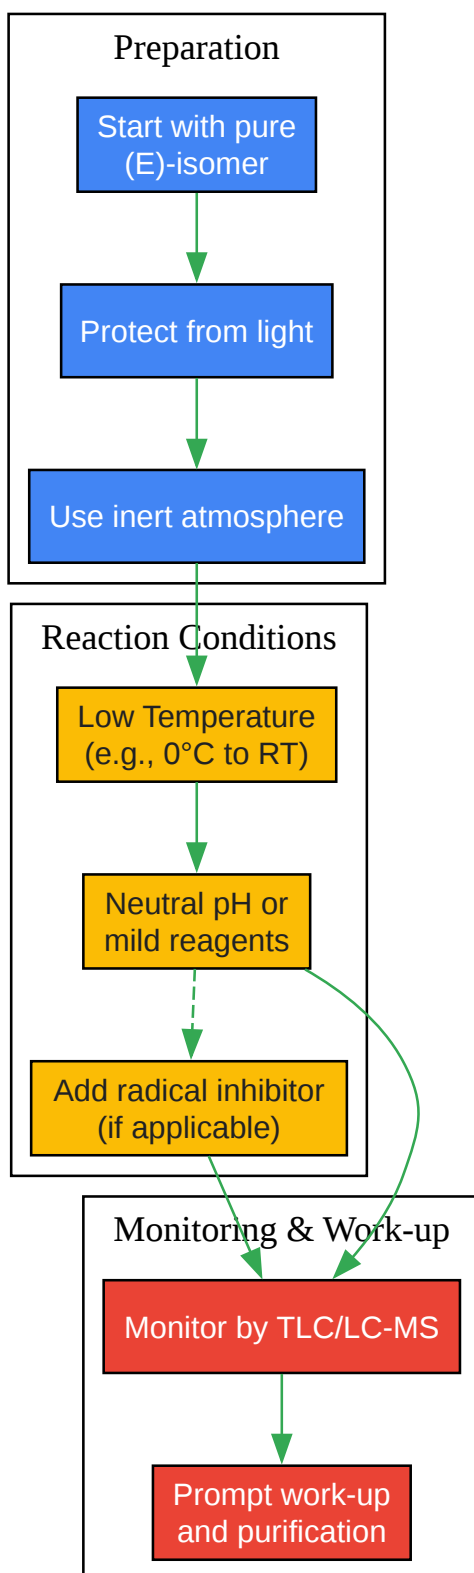 Preparation
Start with pure
(E)-isomer
Protect from light
Use inert atmosphere
Reaction Conditions
Low Temperature
(e.g., 0°C to RT)
Neutral pH or
mild reagents
Add radical inhibitor
(if applicable)
Monitoring & Work-up
Monitor by TLC/LC-MS
Prompt work-up
and purification